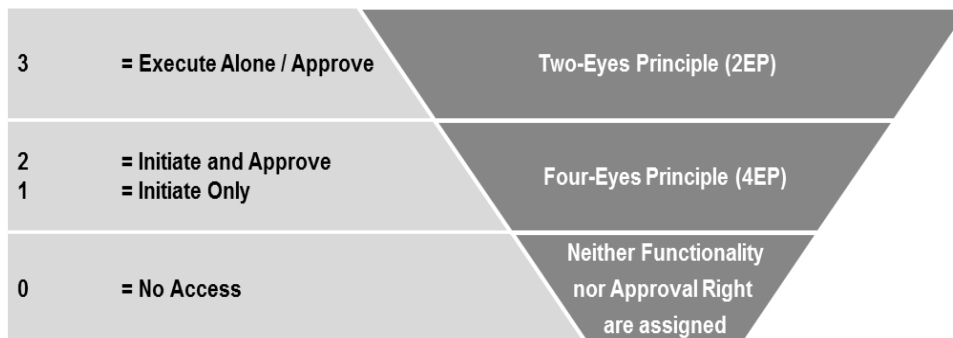 3 = Execute Alone / Approve
Two-Eyes Principle (2EP)
2 = Initiate and Approve
1 = Initiate Only
Four-Eyes Principle (4EP)
0 = No Access
Neither Functionality
nor Approval Right
are assigned